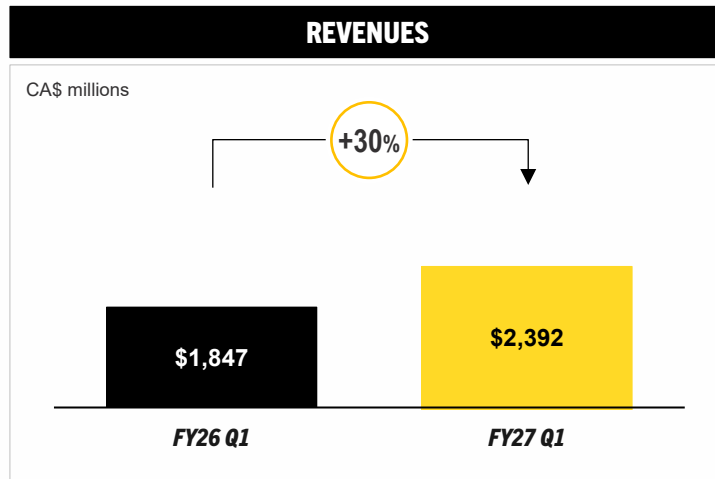 REVENUES
CA$ millions
+30%
$1,847
$2,392
FY26 Q1
FY27 Q1